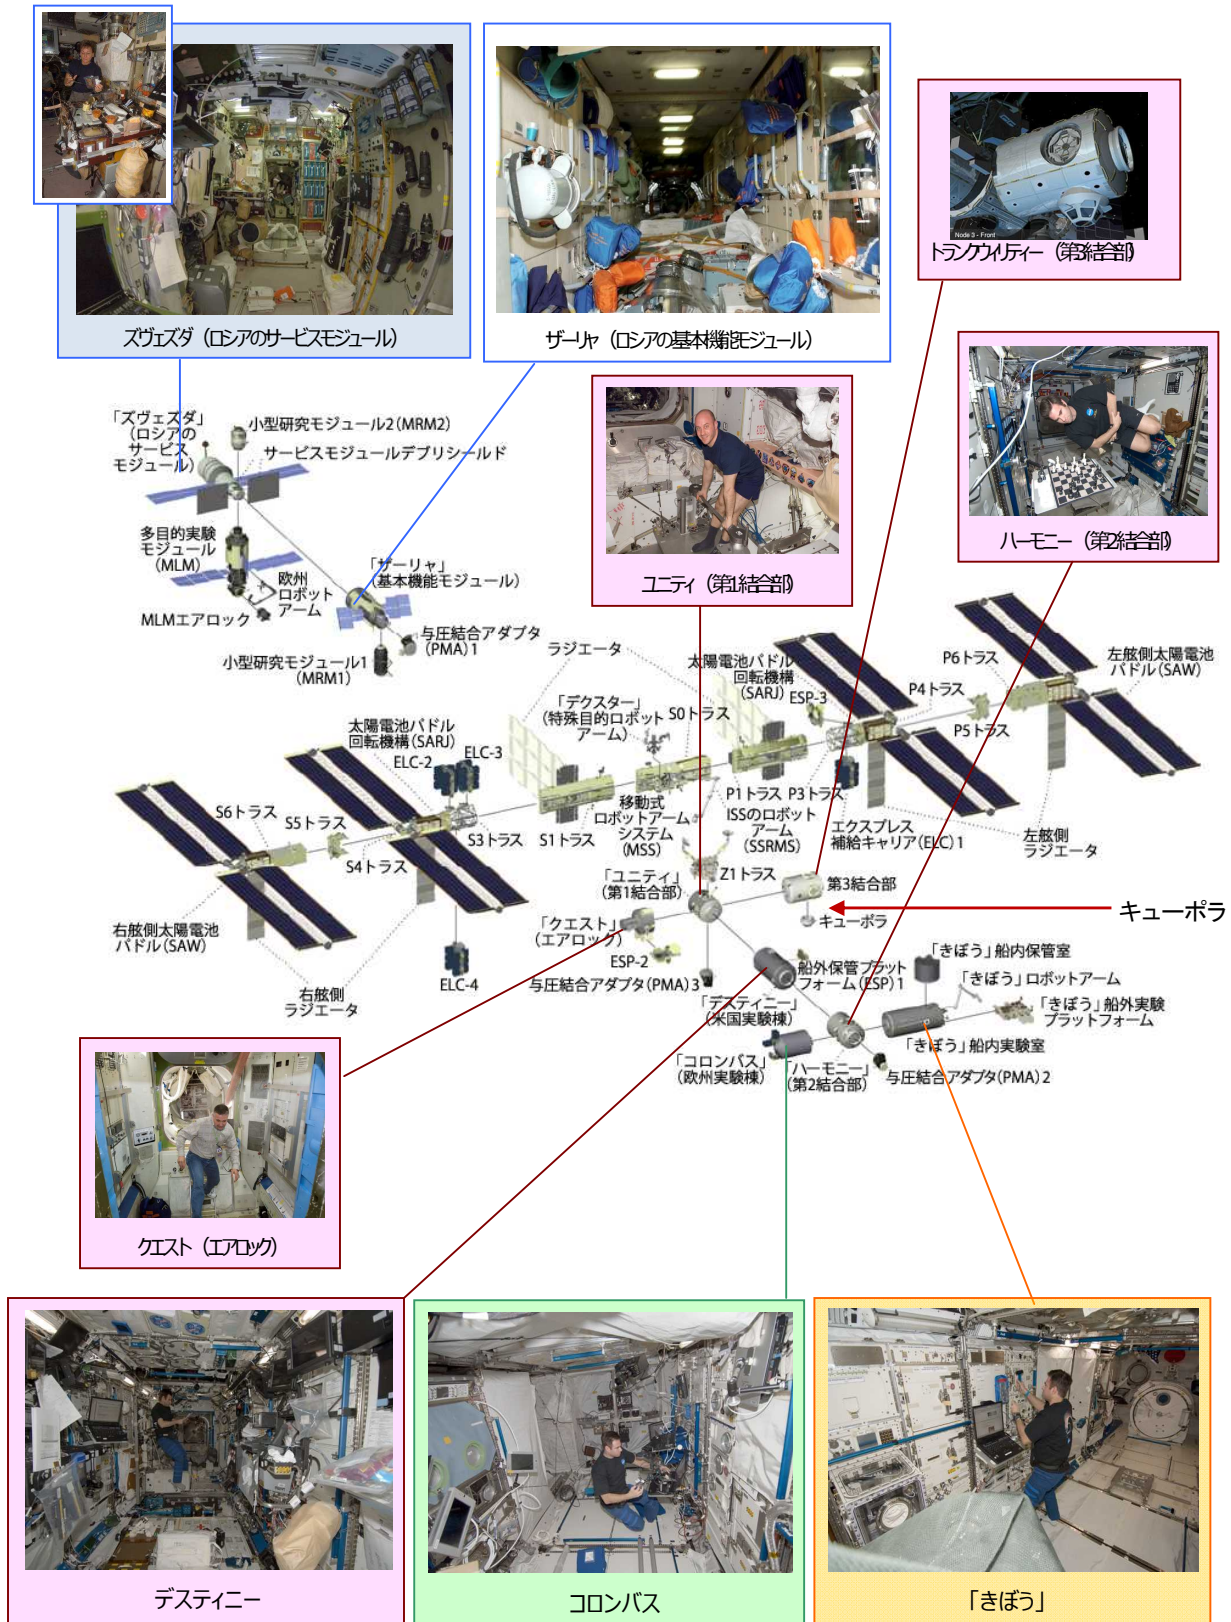 Node 3 - Front
トランクウィリティー（第3結合部）
ズヴェズダ（ロシアのサービスモジュール）
ザーリャ（ロシアの基本機能モジュール）
ユニティ（第1結合部）
ハーモニー（第2結合部）
「ズヴェズダ」
（ロシアの
サービス
モジュール）
小型研究モジュール2（MRM2）
サービスモジュールデブリシールド
多目的実験
モジュール
（MLM）
欧州
ロボット
アーム
MLMエアロック
「ザーリャ」
（基本機能モジュール）
与圧結合アダプタ
（PMA）1
小型研究モジュール1
（MRM1）
ラジエータ
「デクスター」
（特殊目的ロボット
アーム）
S0トラス
太陽電池パドル
回転機構
（SARJ）
ESP-3
P4トラス
P6トラス
左舷側太陽電池
パドル（SAW）
P5トラス
太陽電池パドル
回転機構（SARJ）
ELC-2
ELC-3
S6トラス
S5トラス
S4トラス
S3トラス
S1トラス
移動式
ロボットアーム
システム
（MSS）
P1トラス
P3トラス
ISSのロボット
アーム
（SSRMS）
エクスプレス
補給キャリア（ELC）1
左舷側
ラジエータ
Z1トラス
「ユニティ」
（第1結合部）
第3結合部
キューポラ
キューポラ
「クエスト」
（エアロック）
ESP-2
与圧結合アダプタ（PMA）3
右舷側太陽電池
パドル（SAW）
右舷側
ラジエータ
ELC-4
船外保管プラット
フォーム（ESP）1
「デスティニー」
（米国実験棟）
「きぼう」船内保管室
「きぼう」ロボットアーム
「きぼう」船外実験
プラットフォーム
「きぼう」船内実験室
「コロンバス」
（欧州実験棟）
「ハーモニー」
（第2結合部）
与圧結合アダプタ（PMA）2
クエスト（エアロック）
デスティニー
コロンバス
「きぼう」